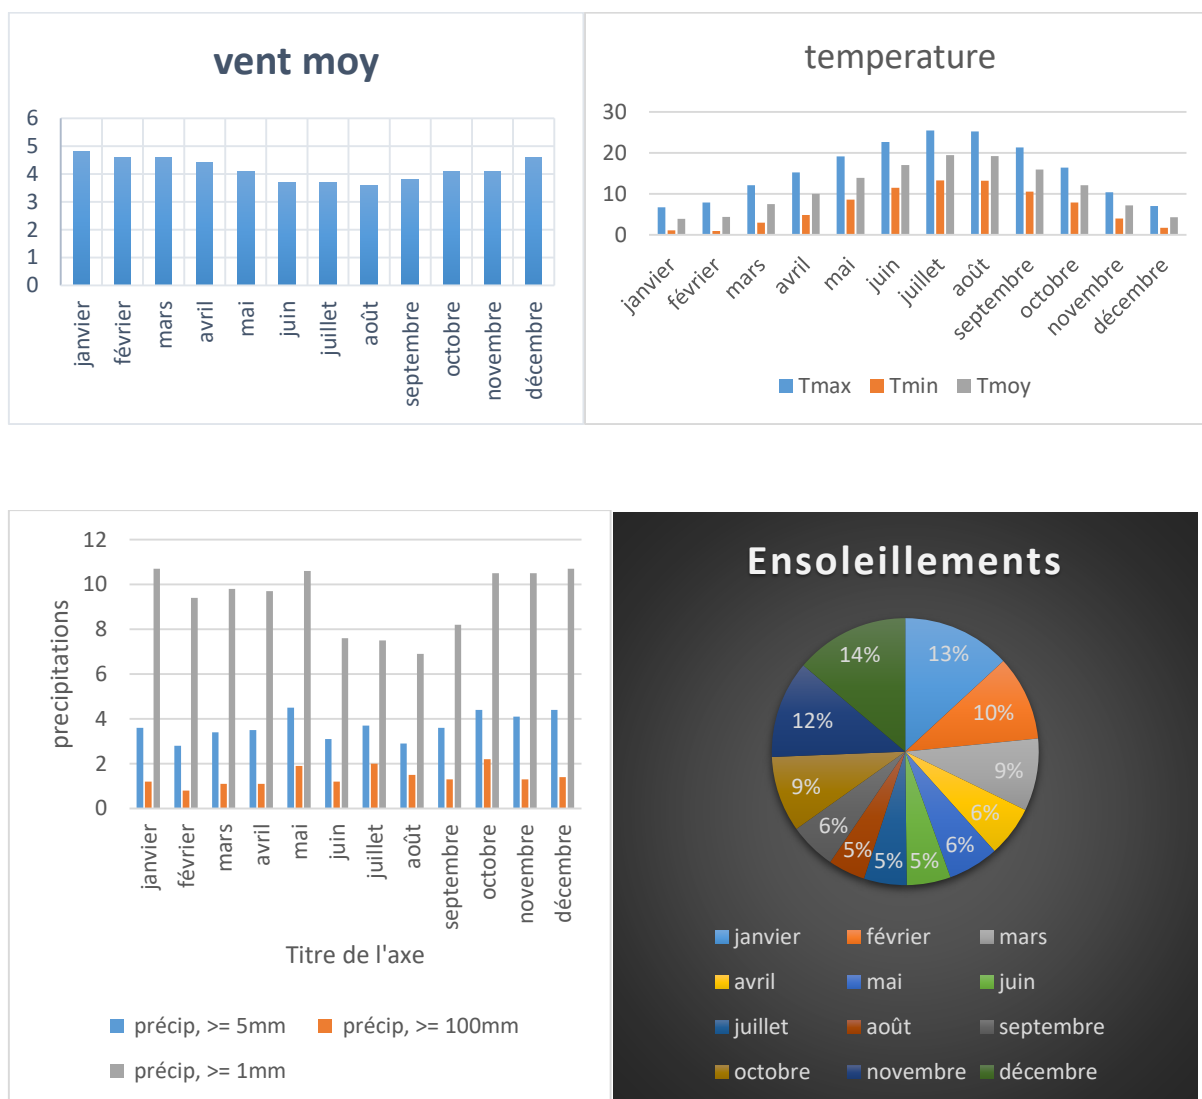 vent moy
6
5
4
3
2
1
0
janvier
février
mars
avril
mai
juin
juillet
août
septembre
octobre
novembre
décembre
temperature
30
20
10
0
janvier
février
mars
avril
mai
juin
juillet
août
septembre
octobre
novembre
décembre
Tmax Tmin Tmoy
precipitations
12
10
8
6
4
2
0
janvier
février
mars
avril
mai
juin
juillet
août
septembre
octobre
novembre
décembre
Titre de l'axe
précip, >= 5mm précip, >= 100mm
précip, >= 1mm
Ensoleillements
13%
10%
9%
6%
6%
5%
5%
5%
6%
9%
12%
14%
janvier février mars
avril mai juin
juillet août septembre
octobre novembre décembre